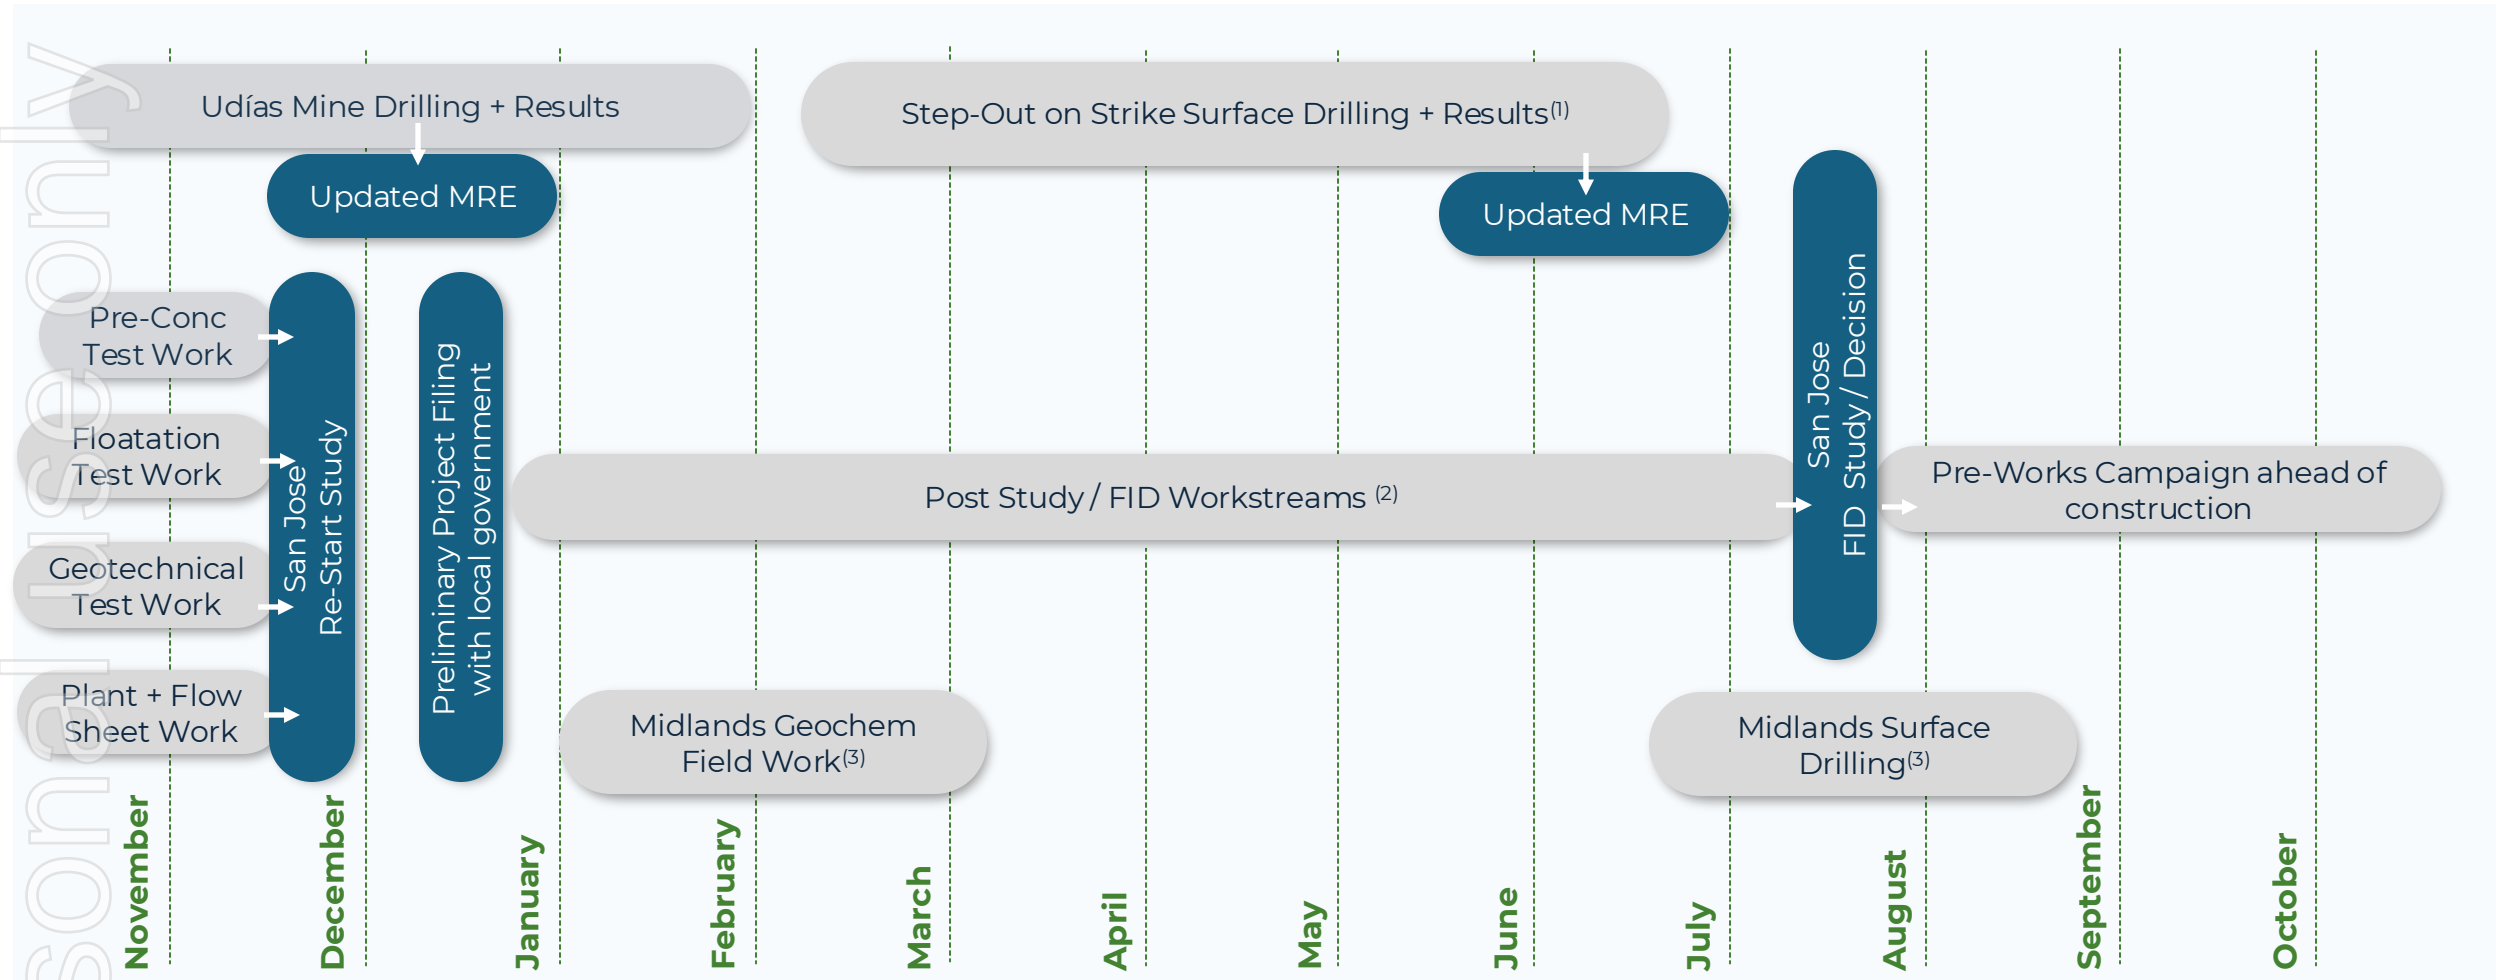 Udías Mine Drilling + Results
Step-Out on Strike Surface Drilling + Results(1)
Updated MRE
Updated MRE
Pre-Conc
Test Work
Floatation
Test Work
Geotechnical
Test Work
Plant + Flow
Sheet Work
San Jose
Re-Start Study
Preliminary Project Filing
with local government
Post Study / FID Workstreams (2)
San Jose
FID Study / Decision
Pre-Works Campaign ahead of
construction
Midlands Geochem
Field Work(3)
Midlands Surface
Drilling(3)
November
December
January
February
March
April
May
June
July
August
September
October
sonal use only